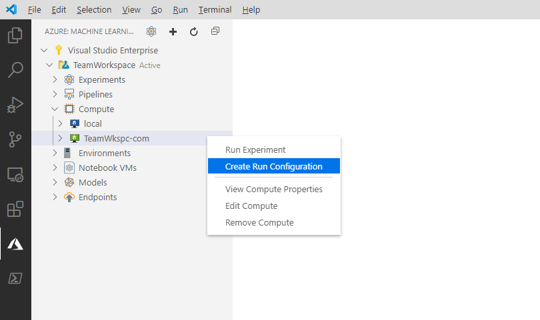 File Edit Selection View Go Run Terminal Help
AZURE: MACHINE LEARNI...
Visual Studio Enterprise
TeamWorkspace Active
Experiments
Pipelines
Compute
local
TeamWkspc-com
Environments
Notebook VMs
Models
Endpoints
Run Experiment
Create Run Configuration
View Compute Properties
Edit Compute
Remove Compute